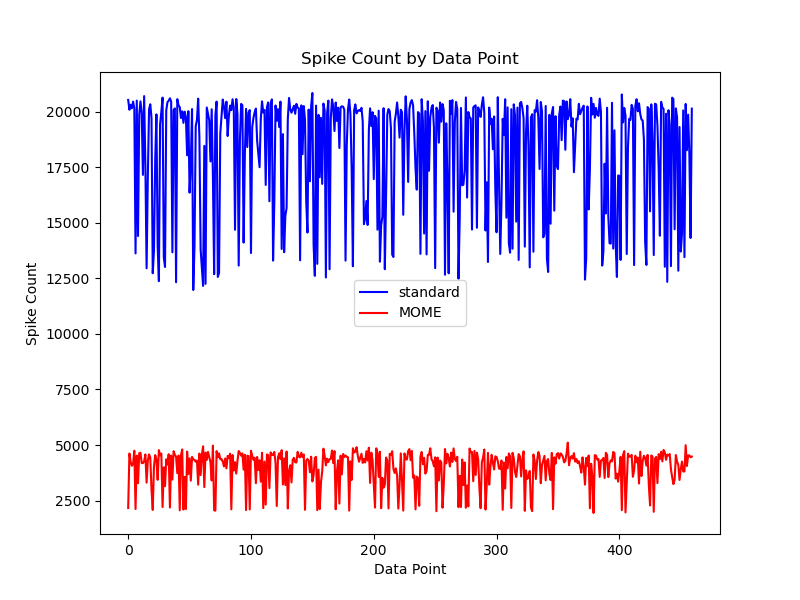 Spike Count by Data Point
20000
17500
15000
12500
10000
7500
5000
2500
Spike Count
standard
MOME
0 100 200 300 400
Data Point